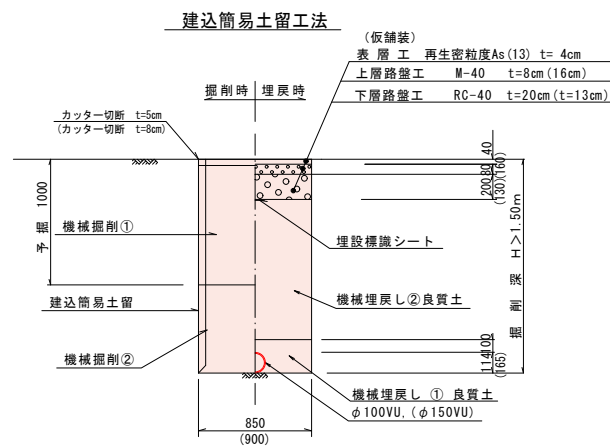 建込簡易土留工法
(仮舗装)
表層工 再生密粒度As(13) t= 4cm
上層路盤工 M-40 t=8cm(16cm)
下層路盤工 RC-40 t=20cm(t=13cm)
掘削時 埋戻時
カッター切断 t=5cm
(カッター切断 t=8cm)
40
80
(160)
200
(130)
予掘 1000
機械掘削①
埋設標識シート
掘削深 H>1.50m
建込簡易土留
機械埋戻し②良質土
機械掘削②
100
114
(165)
機械埋戻し ① 良質土
φ100VU, (φ150VU)
850
(900)